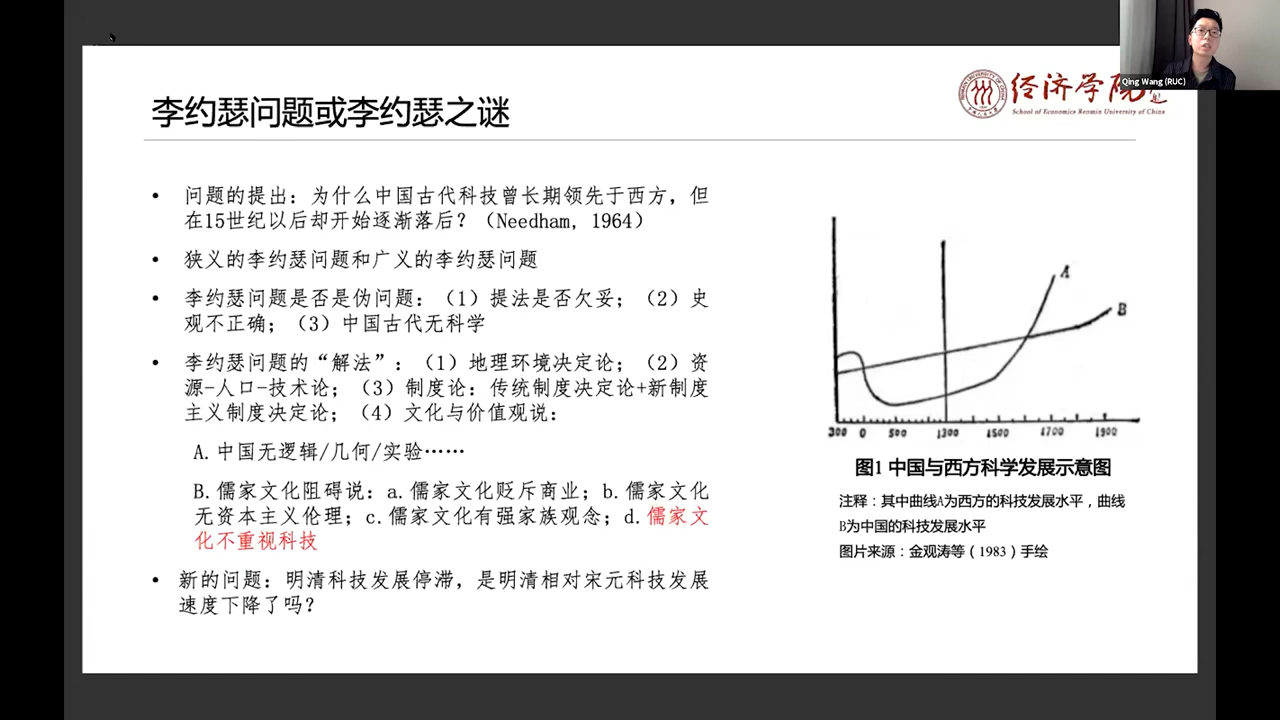 Qing Wang (RUC)
经济学院
School of Economics Renmin University of China
李约瑟问题或李约瑟之谜
• 问题的提出：为什么中国古代科技曾长期领先于西方，但
在15世纪以后却开始逐渐落后？（Needham, 1964）
• 狭义的李约瑟问题和广义的李约瑟问题
• 李约瑟问题是否是伪问题：（1）提法是否欠妥；（2）史
观不正确；（3）中国古代无科学
• 李约瑟问题的“解法”：（1）地理环境决定论；（2）资
源-人口-技术论；（3）制度论：传统制度决定论+新制度
主义制度决定论；（4）文化与价值观说：
A.中国无逻辑/几何/实验……
B.儒家文化阻碍说：a.儒家文化贬斥商业；b.儒家文化
无资本主义伦理；c.儒家文化有强家族观念；d.儒家文
化不重视科技
• 新的问题：明清科技发展停滞，是明清相对宋元科技发展
速度下降了吗？
A
B
300 0 500 1300 1500 1700 1900
图1 中国与西方科学发展示意图
注释：其中曲线A为西方的科技发展水平，曲线
B为中国的科技发展水平
图片来源：金观涛等（1983）手绘